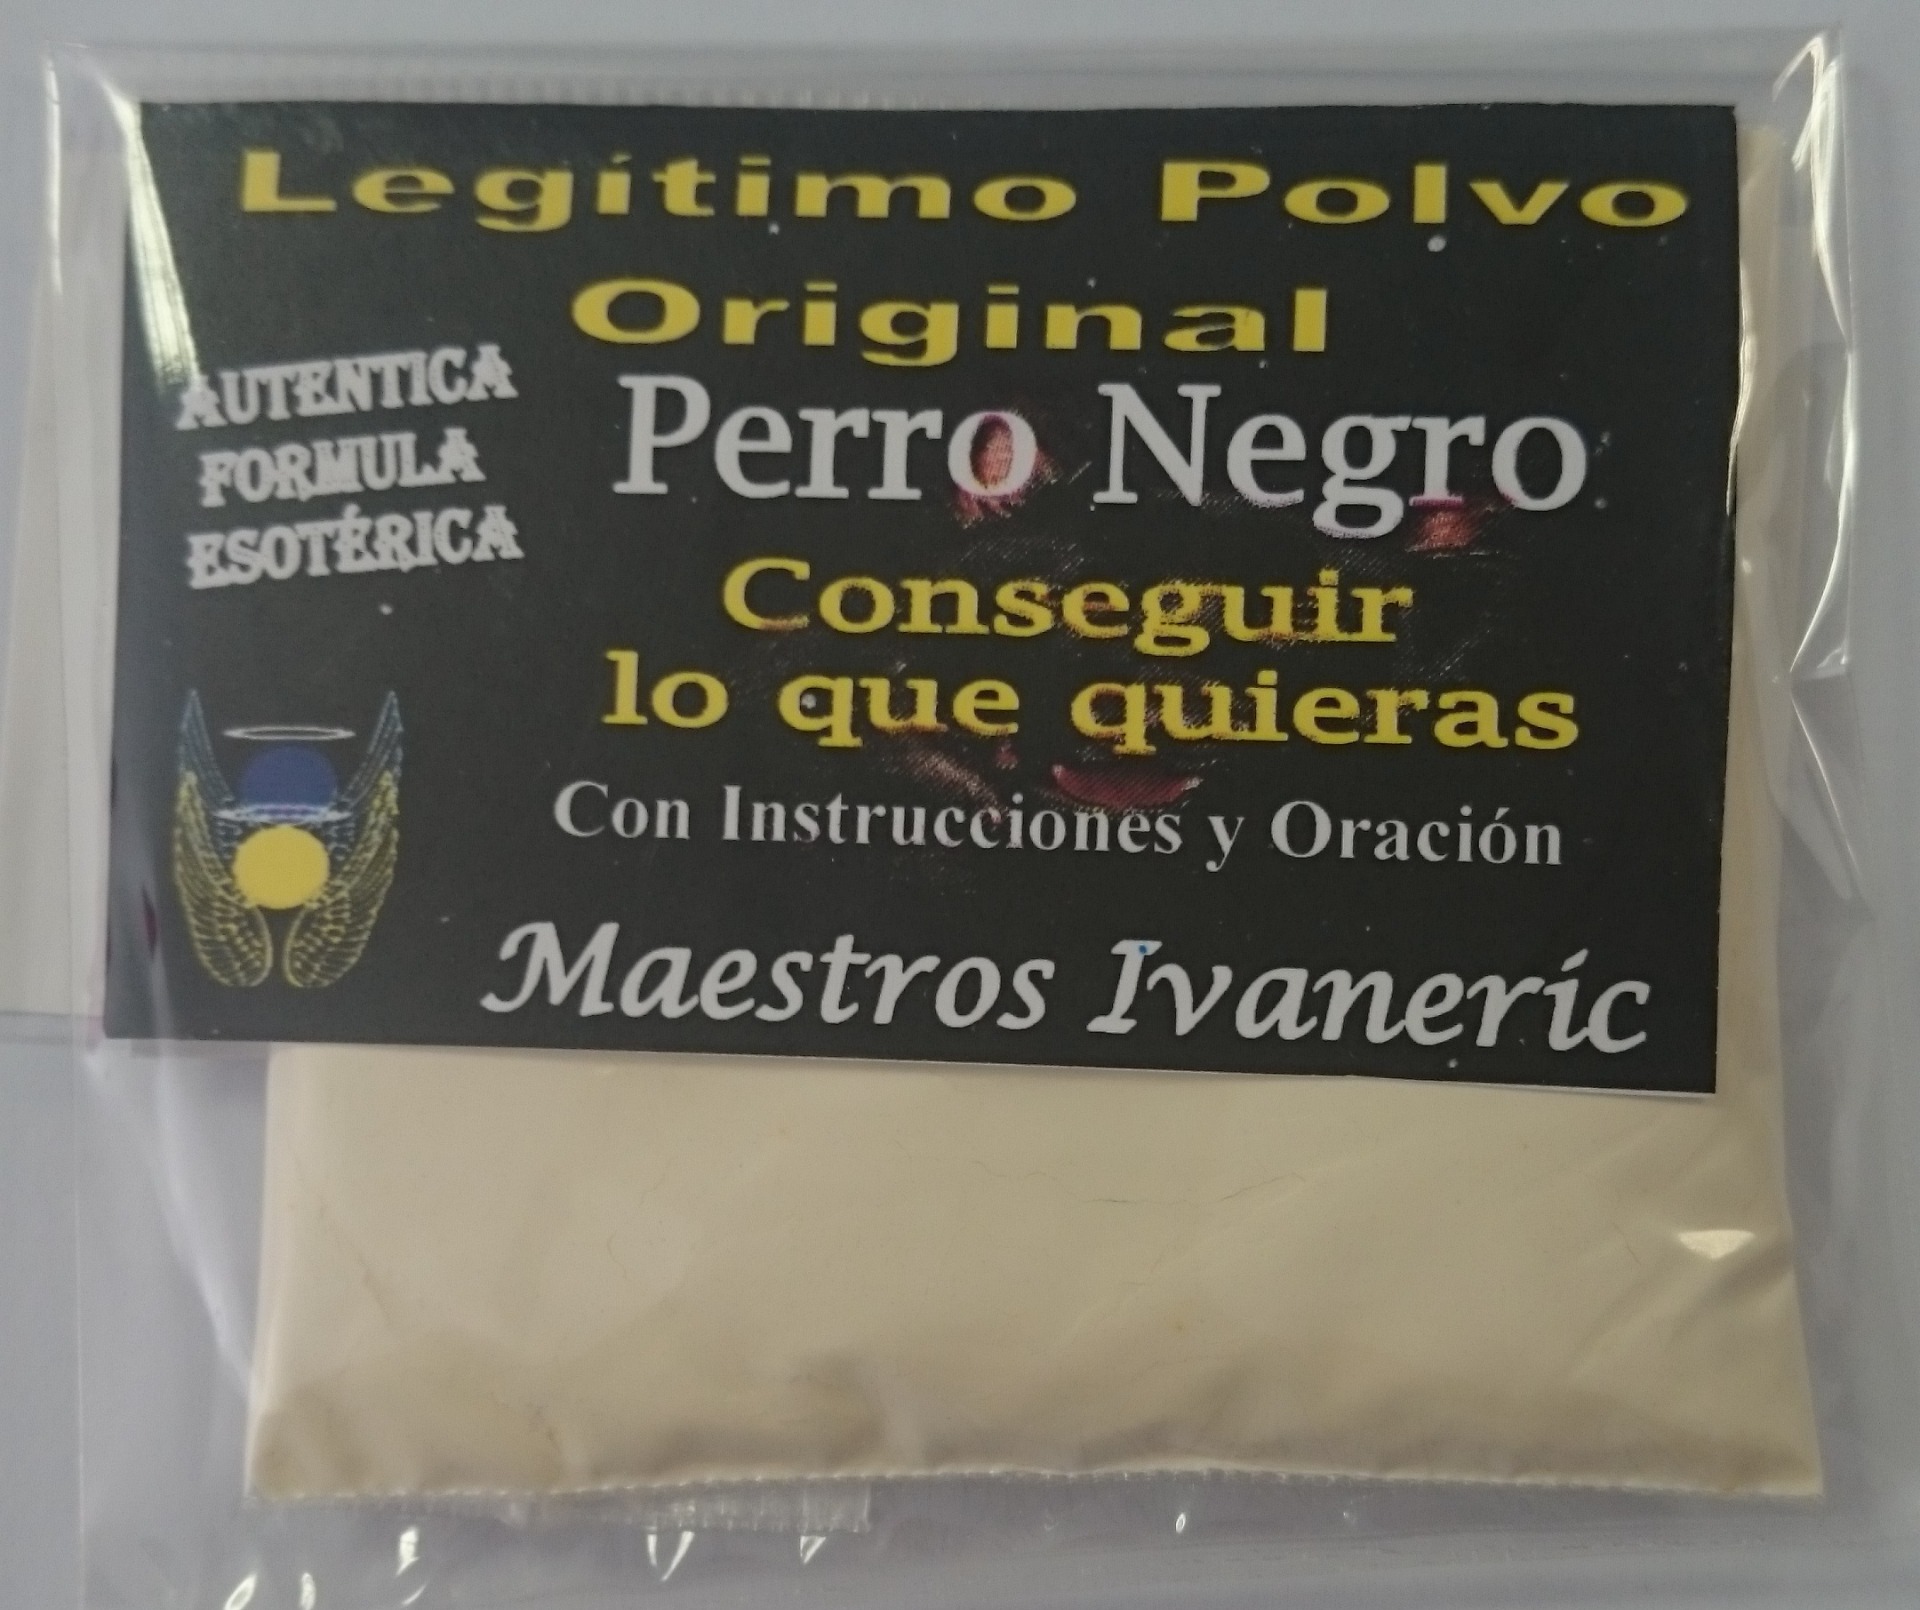 Legítimo Polvo
Original
AUTENTICA
FORMULA
ESOTÉRICA
Perro Negro
Conseguir
lo que quieras
Con Instrucciones y Oración
Maestros Ivaneric